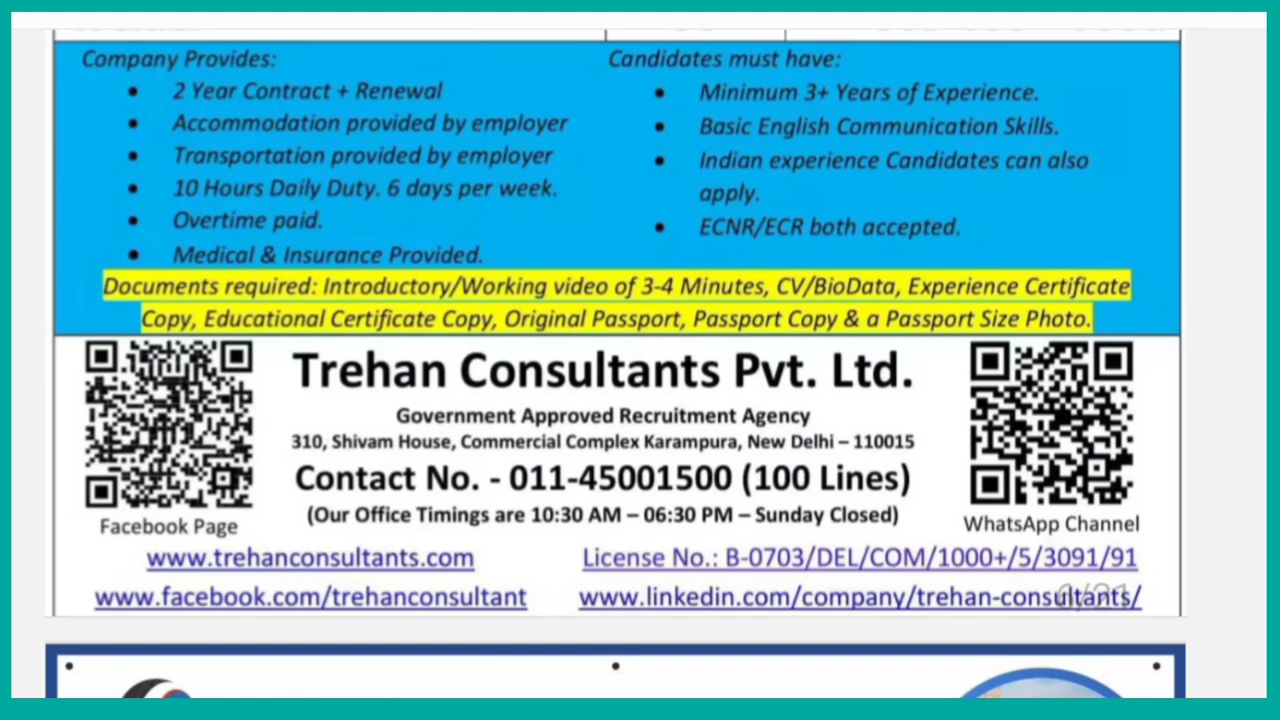 Company Provides:
2 Year Contract + Renewal
Accommodation provided by employer
Transportation provided by employer
10 Hours Daily Duty. 6 days per week.
Overtime paid.
Medical & Insurance Provided.
Candidates must have:
Minimum 3+ Years of Experience.
Basic English Communication Skills.
Indian experience Candidates can also
apply.
ECNR/ECR both accepted.
Documents required: Introductory/Working video of 3-4 Minutes, CV/BioData, Experience Certificate
Copy, Educational Certificate Copy, Original Passport, Passport Copy & a Passport Size Photo.
Trehan Consultants Pvt. Ltd.
Government Approved Recruitment Agency
310, Shivam House, Commercial Complex Karampura, New Delhi – 110015
Contact No. - 011-45001500 (100 Lines)
(Our Office Timings are 10:30 AM – 06:30 PM – Sunday Closed)
Facebook Page
WhatsApp Channel
www.trehanconsultants.com
License No.: B-0703/DEL/COM/1000+/5/3091/91
www.facebook.com/trehanconsultant
www.linkedin.com/company/trehan-consultants/